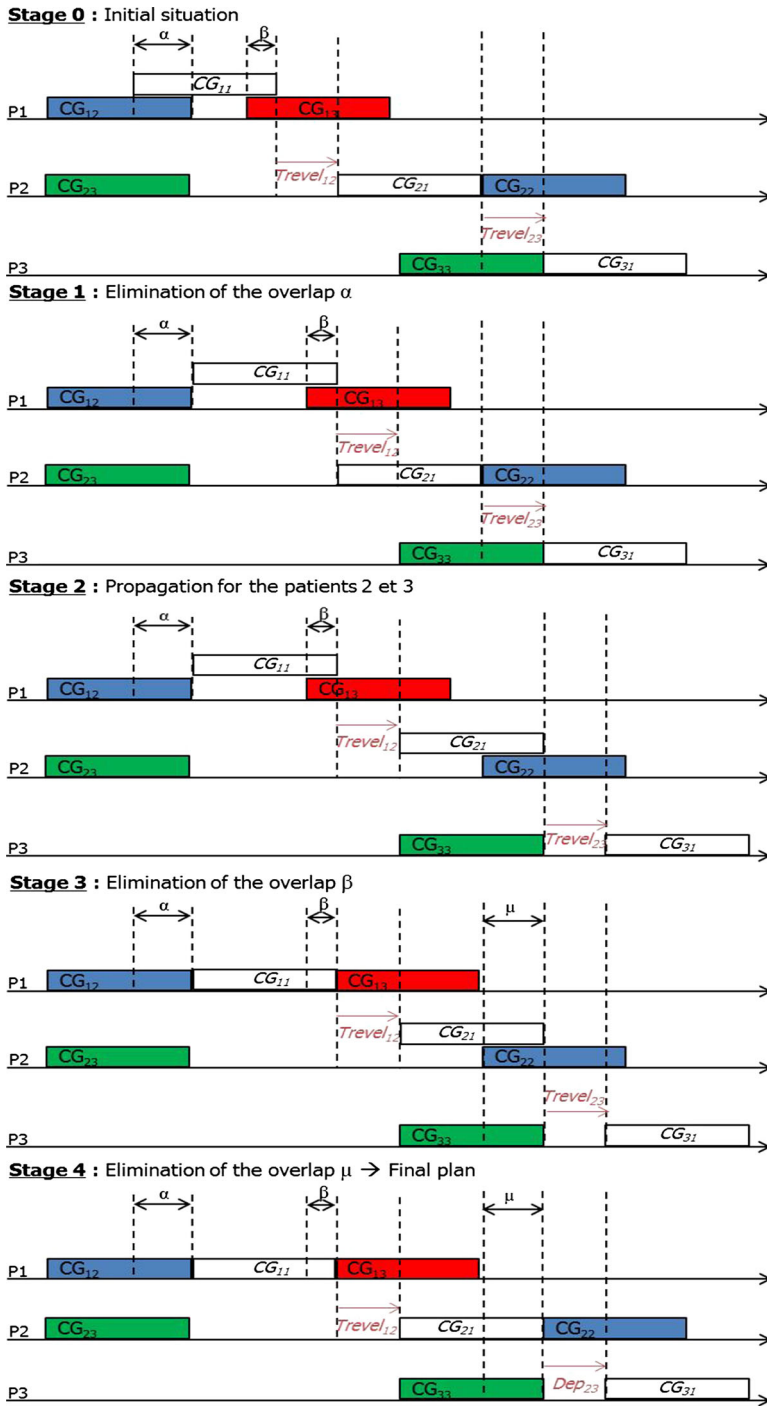 Stage 0 : Initial situation
α β
CG11
P1 CG12 CG13
Trevel12
P2 CG23 CG21 CG22
Trevel23
P3 CG33 CG31
Stage 1 : Elimination of the overlap α
α β
CG11
P1 CG12 CG13
Trevel12
P2 CG23 CG21 CG22
Trevel23
P3 CG33 CG31
Stage 2 : Propagation for the patients 2 et 3
α β
CG11
P1 CG12 CG13
Trevel12 CG21
P2 CG23 CG22
P3 CG33 Trevel23 CG31
Stage 3 : Elimination of the overlap β
α β μ
P1 CG12 CG11 CG13
Trevel12 CG21
P2 CG23 CG22
Trevel23
P3 CG33 CG31
Stage 4 : Elimination of the overlap μ → Final plan
α β μ
P1 CG12 CG11 CG13
P2 CG23 Trevel12 CG21 CG22
P3 CG33 Dep23 CG31